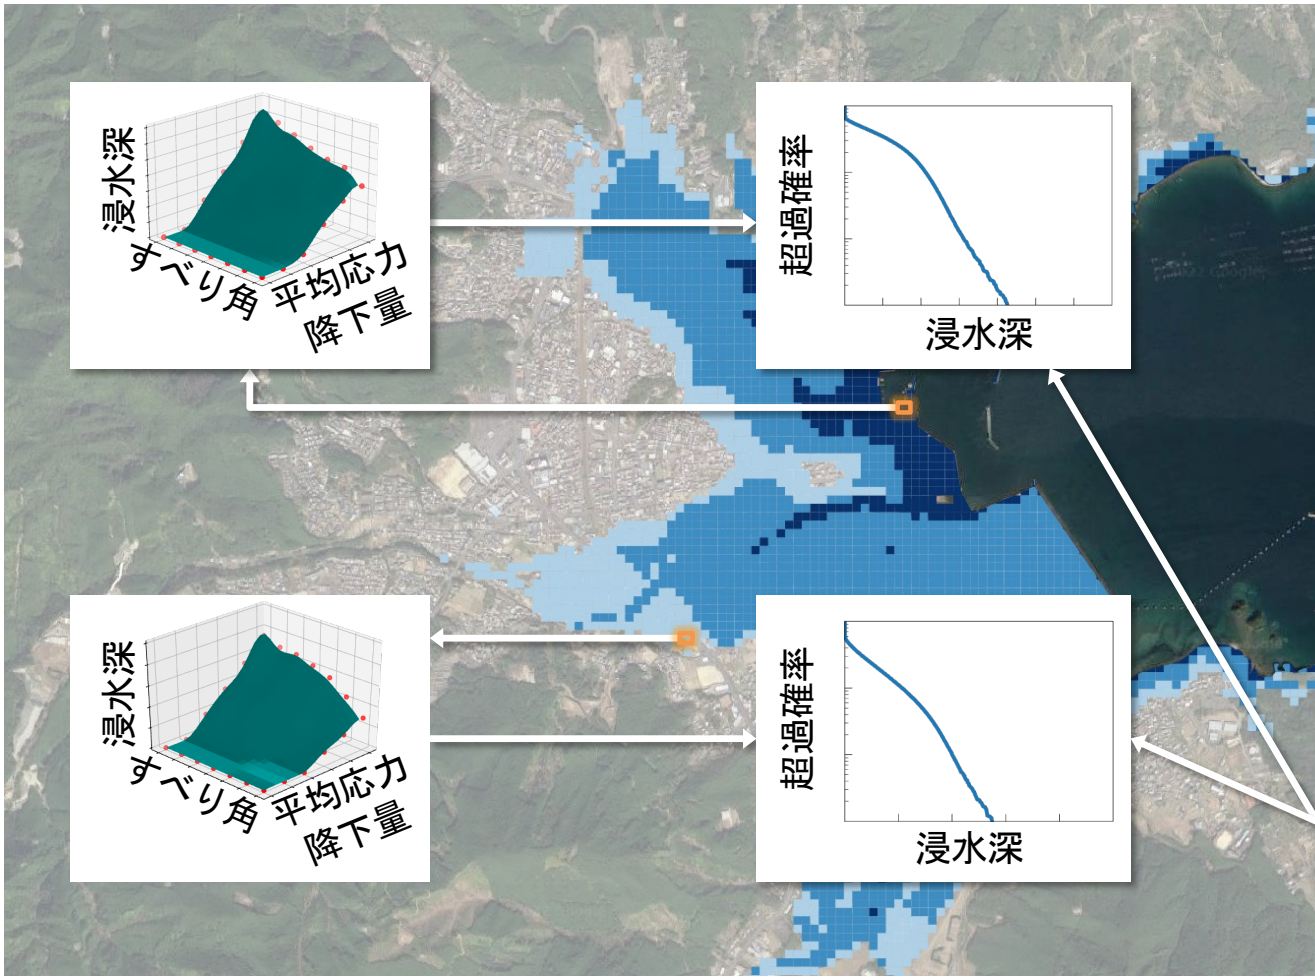 浸水深
すべり角
平均応力
降下量
超過確率
浸水深
浸水深
すべり角
平均応力
降下量
超過確率
浸水深